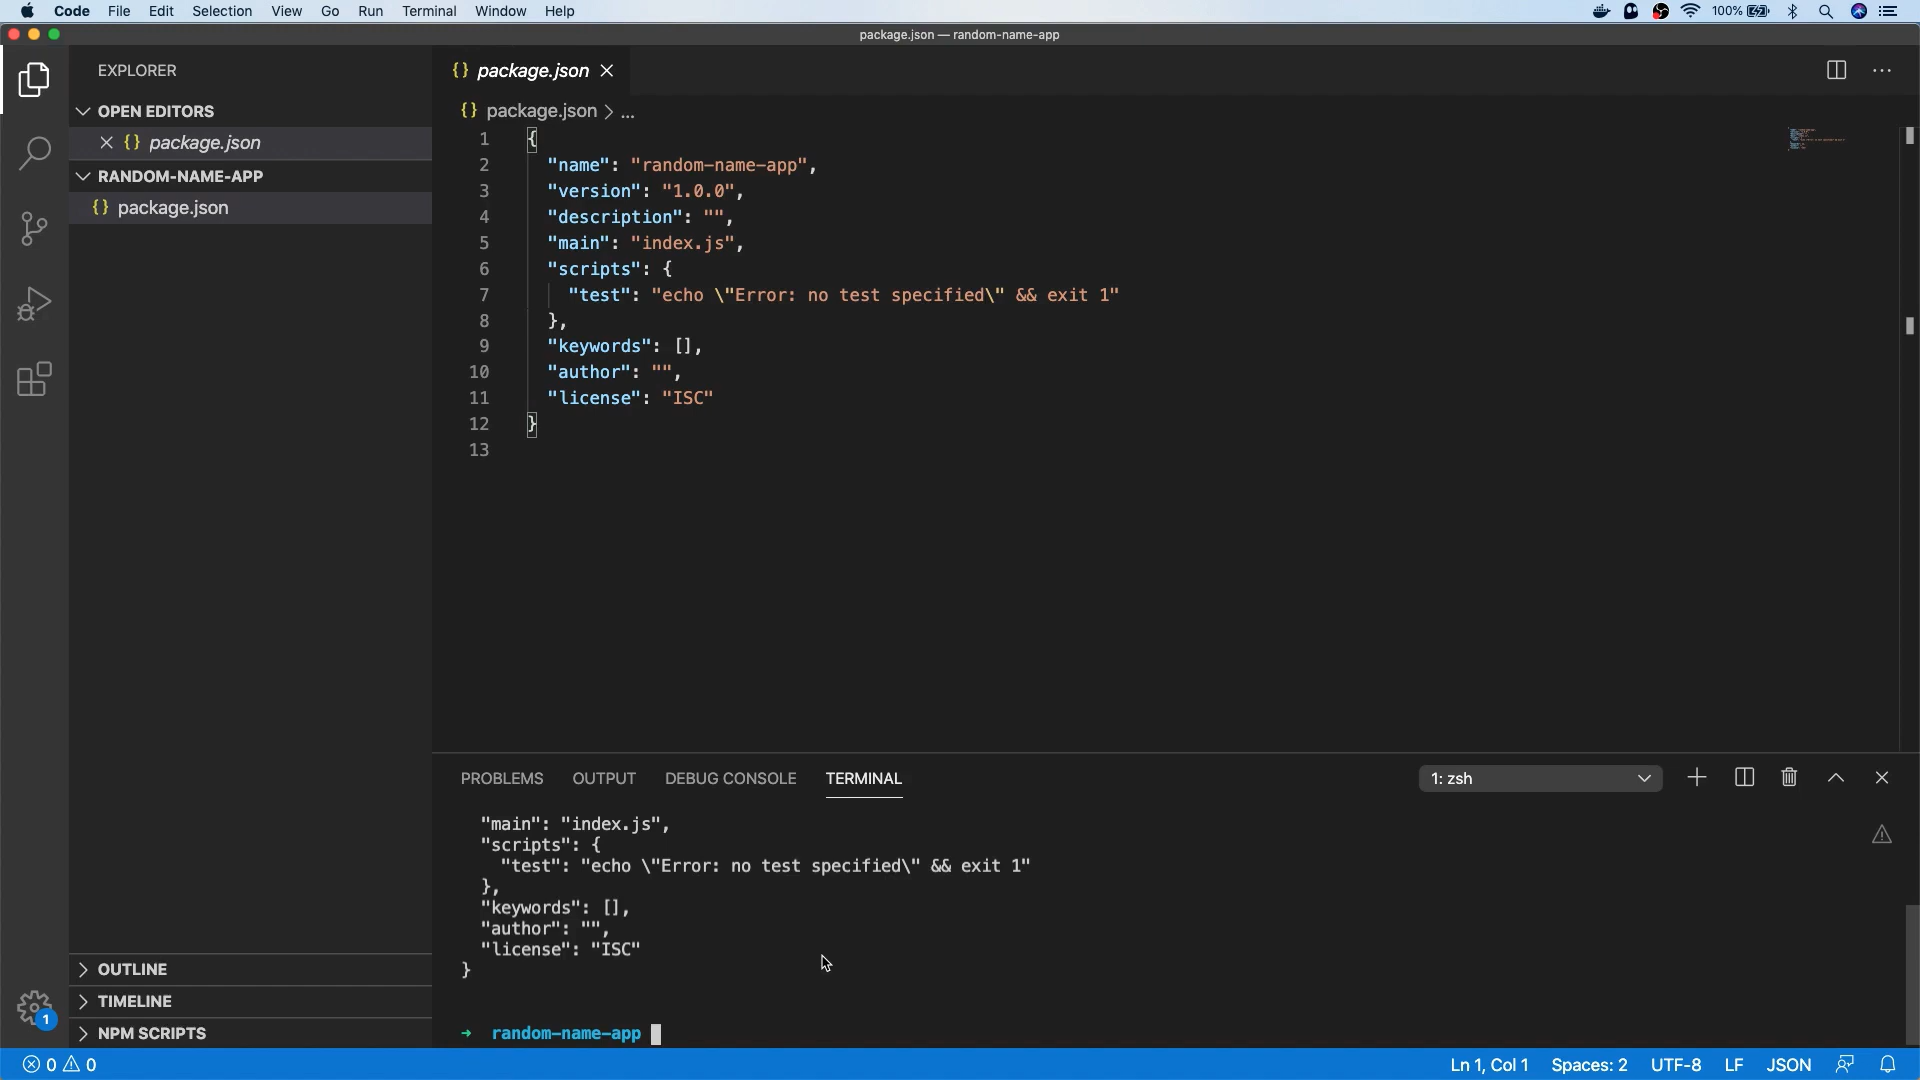 Code File Edit Selection View Go Run Terminal Window Help 100%
package.json — random-name-app
EXPLORER
OPEN EDITORS
package.json
RANDOM-NAME-APP
package.json
OUTLINE
TIMELINE
NPM SCRIPTS
1
package.json
package.json > ...
1 {
2 "name": "random-name-app",
3 "version": "1.0.0",
4 "description": "",
5 "main": "index.js",
6 "scripts": {
7 "test": "echo \"Error: no test specified\" && exit 1"
8 },
9 "keywords": [],
10 "author": "",
11 "license": "ISC"
12 }
13
PROBLEMS OUTPUT DEBUG CONSOLE TERMINAL 1: zsh
"main": "index.js",
"scripts": {
"test": "echo \"Error: no test specified\" && exit 1"
},
"keywords": [],
"author": "",
"license": "ISC"
}
→ random-name-app
0 0 Ln 1, Col 1 Spaces: 2 UTF-8 LF JSON